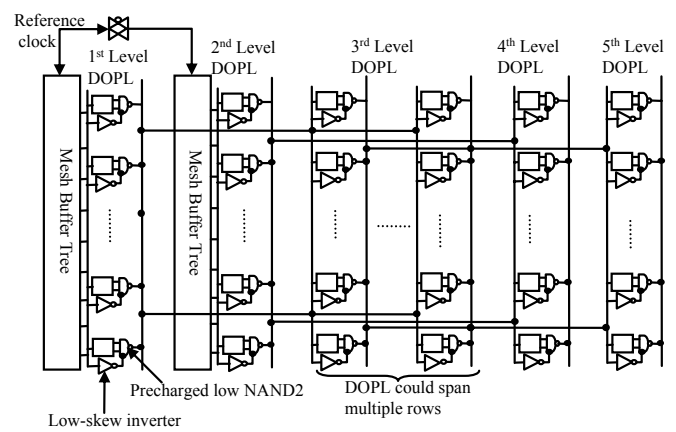 Reference
clock
1st Level
DOPL
2nd Level
DOPL
3rd Level
DOPL
4th Level
DOPL
5th Level
DOPL
Mesh Buffer Tree
Mesh Buffer Tree
Precharged low NAND2
Low-skew inverter
DOPL could span
multiple rows